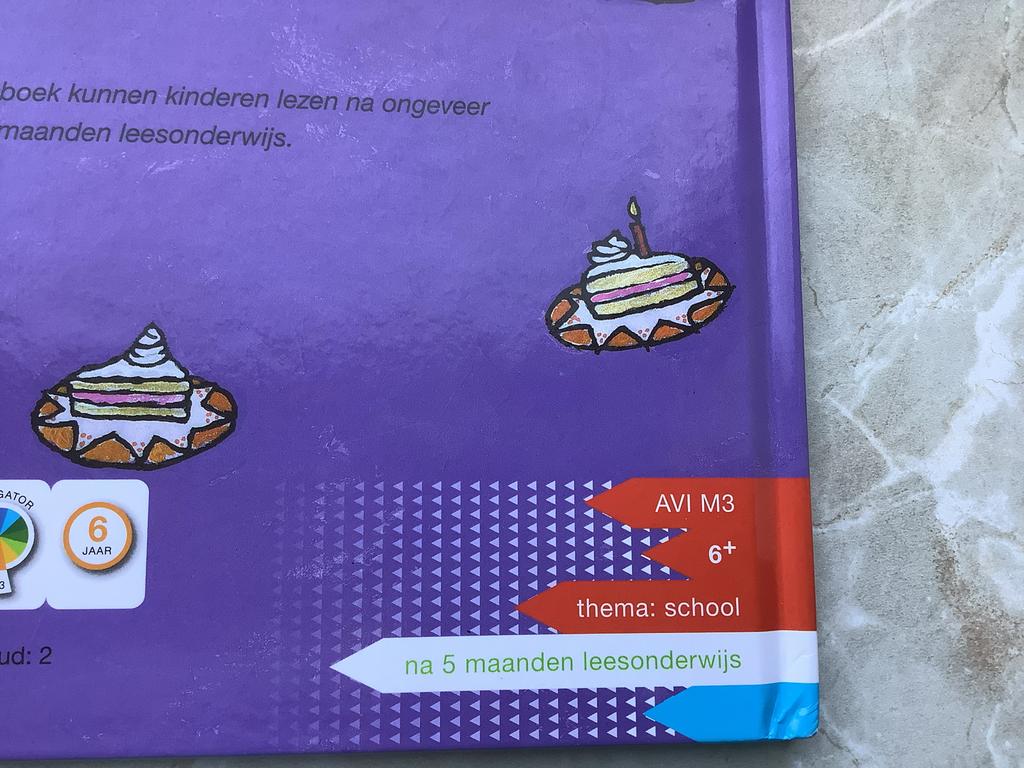 boek kunnen kinderen lezen na ongeveer
maanden leesonderwijs.
GATOR
6
JAAR
3
AVI M3
6+
thema: school
na 5 maanden leesonderwijs
ud: 2